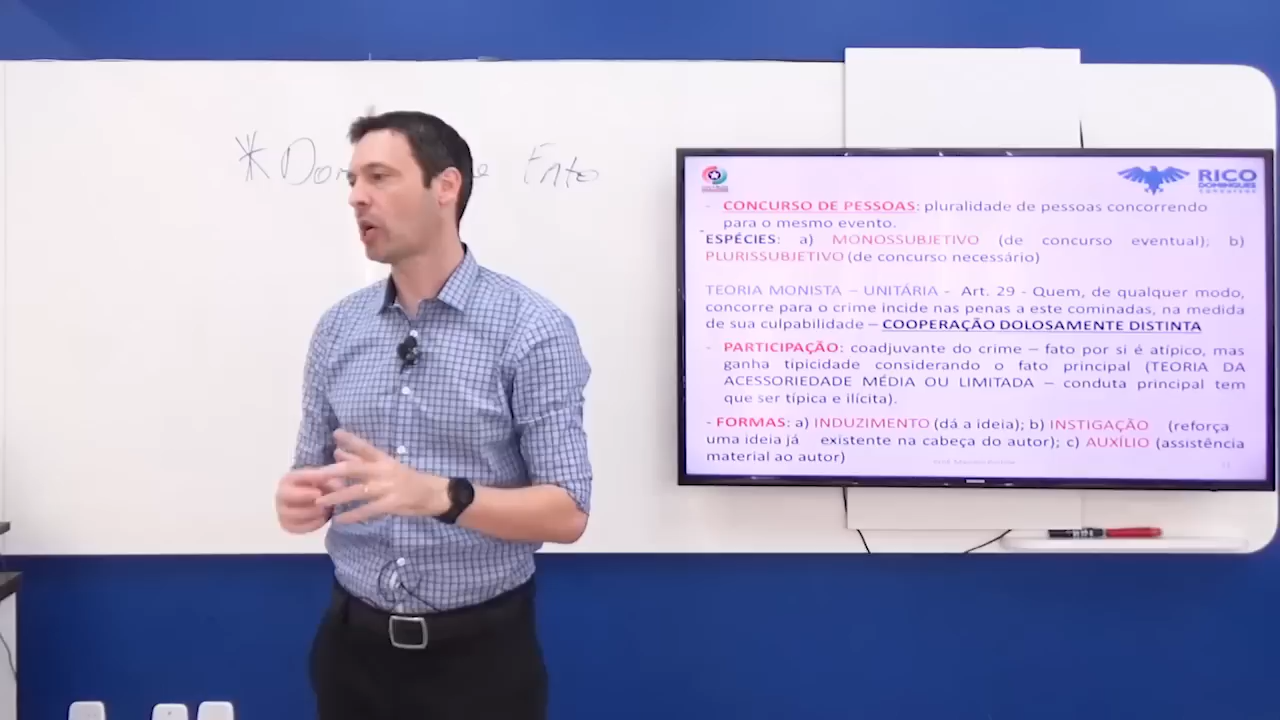 * Do
Fato
RICO
DOMINGUES
CONCURSOS
- CONCURSO DE PESSOAS: pluralidade de pessoas concorrendo
para o mesmo evento.
ESPÉCIES: a) MONOSSUBJETIVO (de concurso eventual); b)
PLURISSUBJETIVO (de concurso necessário)
TEORIA MONISTA – UNITÁRIA - Art. 29 - Quem, de qualquer modo,
concorre para o crime incide nas penas a este cominadas, na medida
de sua culpabilidade – COOPERAÇÃO DOLOSAMENTE DISTINTA
- PARTICIPAÇÃO: coadjuvante do crime – fato por si é atípico, mas
ganha tipicidade considerando o fato principal (TEORIA DA
ACESSORIEDADE MÉDIA OU LIMITADA – conduta principal tem
que ser típica e ilícita).
- FORMAS: a) INDUZIMENTO (dá a ideia); b) INSTIGAÇÃO (reforça
uma ideia já existente na cabeça do autor); c) AUXÍLIO (assistência
material ao autor)